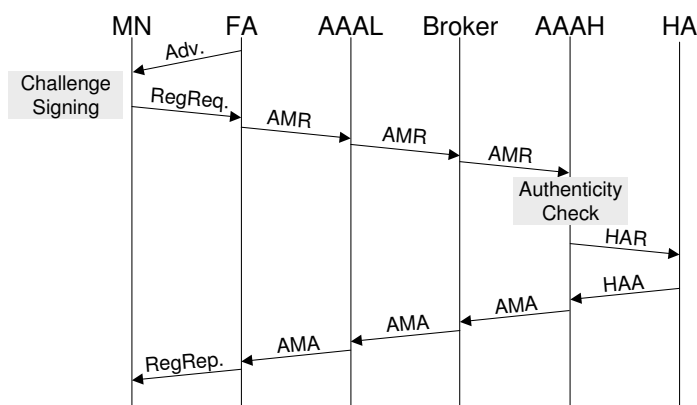 MN FA AAAL Broker AAAH HA
Adv.
Challenge
Signing
RegReq.
AMR
AMR
AMR
Authenticity
Check
HAR
HAA
AMA
AMA
AMA
RegRep.